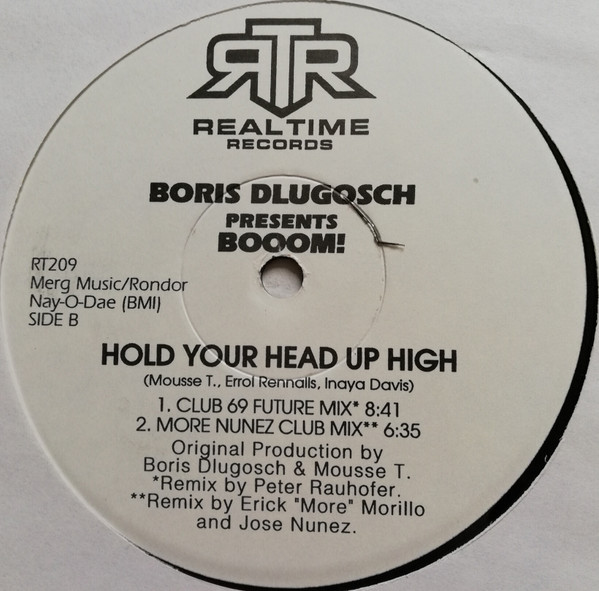 RTR
REALTIME
RECORDS
BORIS DLUGOSCH
PRESENTS
BOOOM!
RT209
Merg Music/Rondor
Nay-O-Dae (BMI)
SIDE B
HOLD YOUR HEAD UP HIGH
(Mousse T., Errol Rennalls, Inaya Davis)
1. CLUB 69 FUTURE MIX* 8:41
2. MORE NUNEZ CLUB MIX** 6:35
Original Production by
Boris Dlugosch & Mousse T.
*Remix by Peter Rauhofer.
**Remix by Erick "More" Morillo
and Jose Nunez.